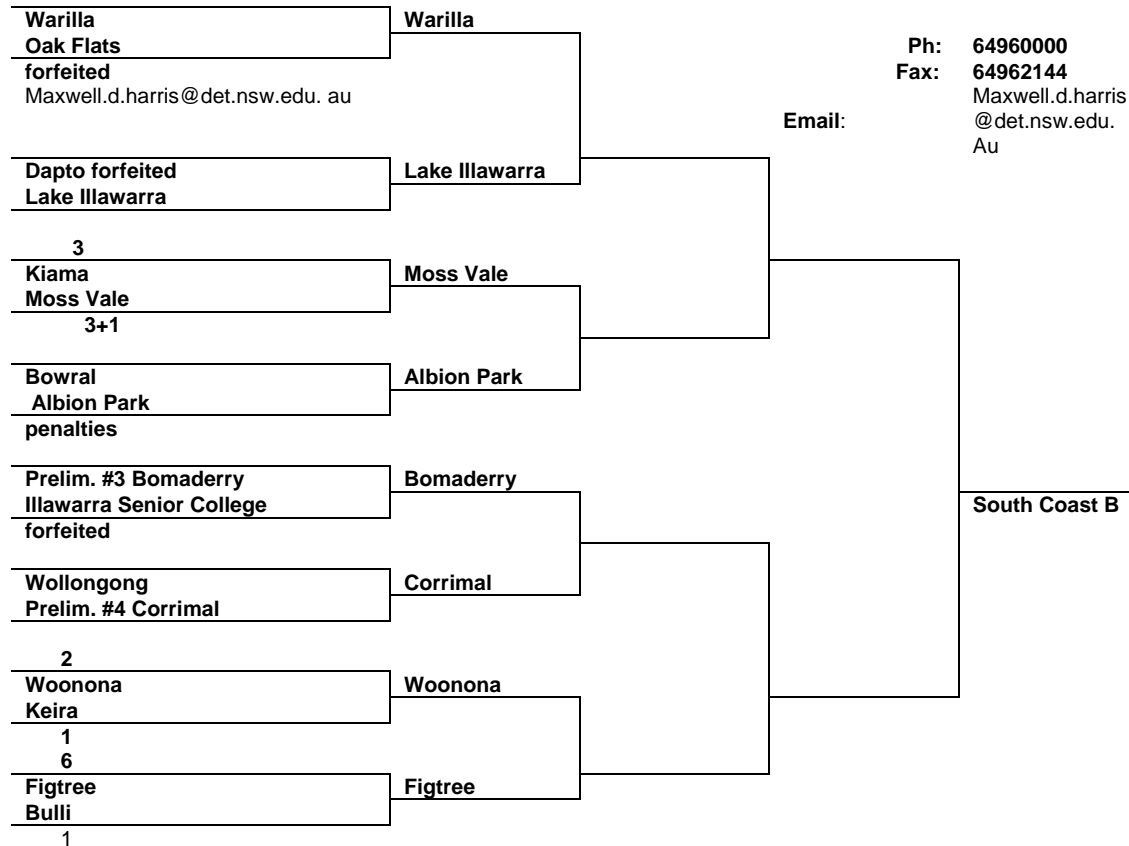 Warilla Warilla
Oak Flats Ph: 64960000
forfeited Fax: 64962144
Maxwell.d.harris@det.nsw.edu. au Maxwell.d.harris
Email: @det.nsw.edu.
Au
Dapto forfeited Lake Illawarra
Lake Illawarra
3
Kiama Moss Vale
Moss Vale
3+1
Bowral Albion Park
Albion Park
penalties
Prelim. #3 Bomaderry Bomaderry
Illawarra Senior College South Coast B
forfeited
Wollongong Corrimal
Prelim. #4 Corrimal
2
Woonona Woonona
Keira
1
6
Figtree Figtree
Bulli
1